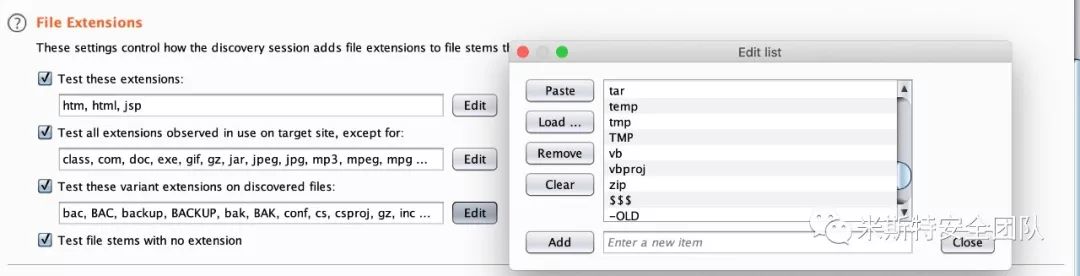 File Extensions
These settings control how the discovery session adds file extensions to file stems th
Test these extensions:
htm, html, jsp
Edit
Test all extensions observed in use on target site, except for:
class, com, doc, exe, gif, gz, jar, jpeg, jpg, mp3, mpeg, mpg ...
Edit
Test these variant extensions on discovered files:
bac, BAC, backup, BACKUP, bak, BAK, conf, cs, csproj, gz, inc ...
Edit
Test file stems with no extension
Edit list
Paste
Load ...
Remove
Clear
tar
temp
tmp
TMP
vb
vbproj
zip
$$$
-OLD
Add
Enter a new item
Close
米斯特安全团队